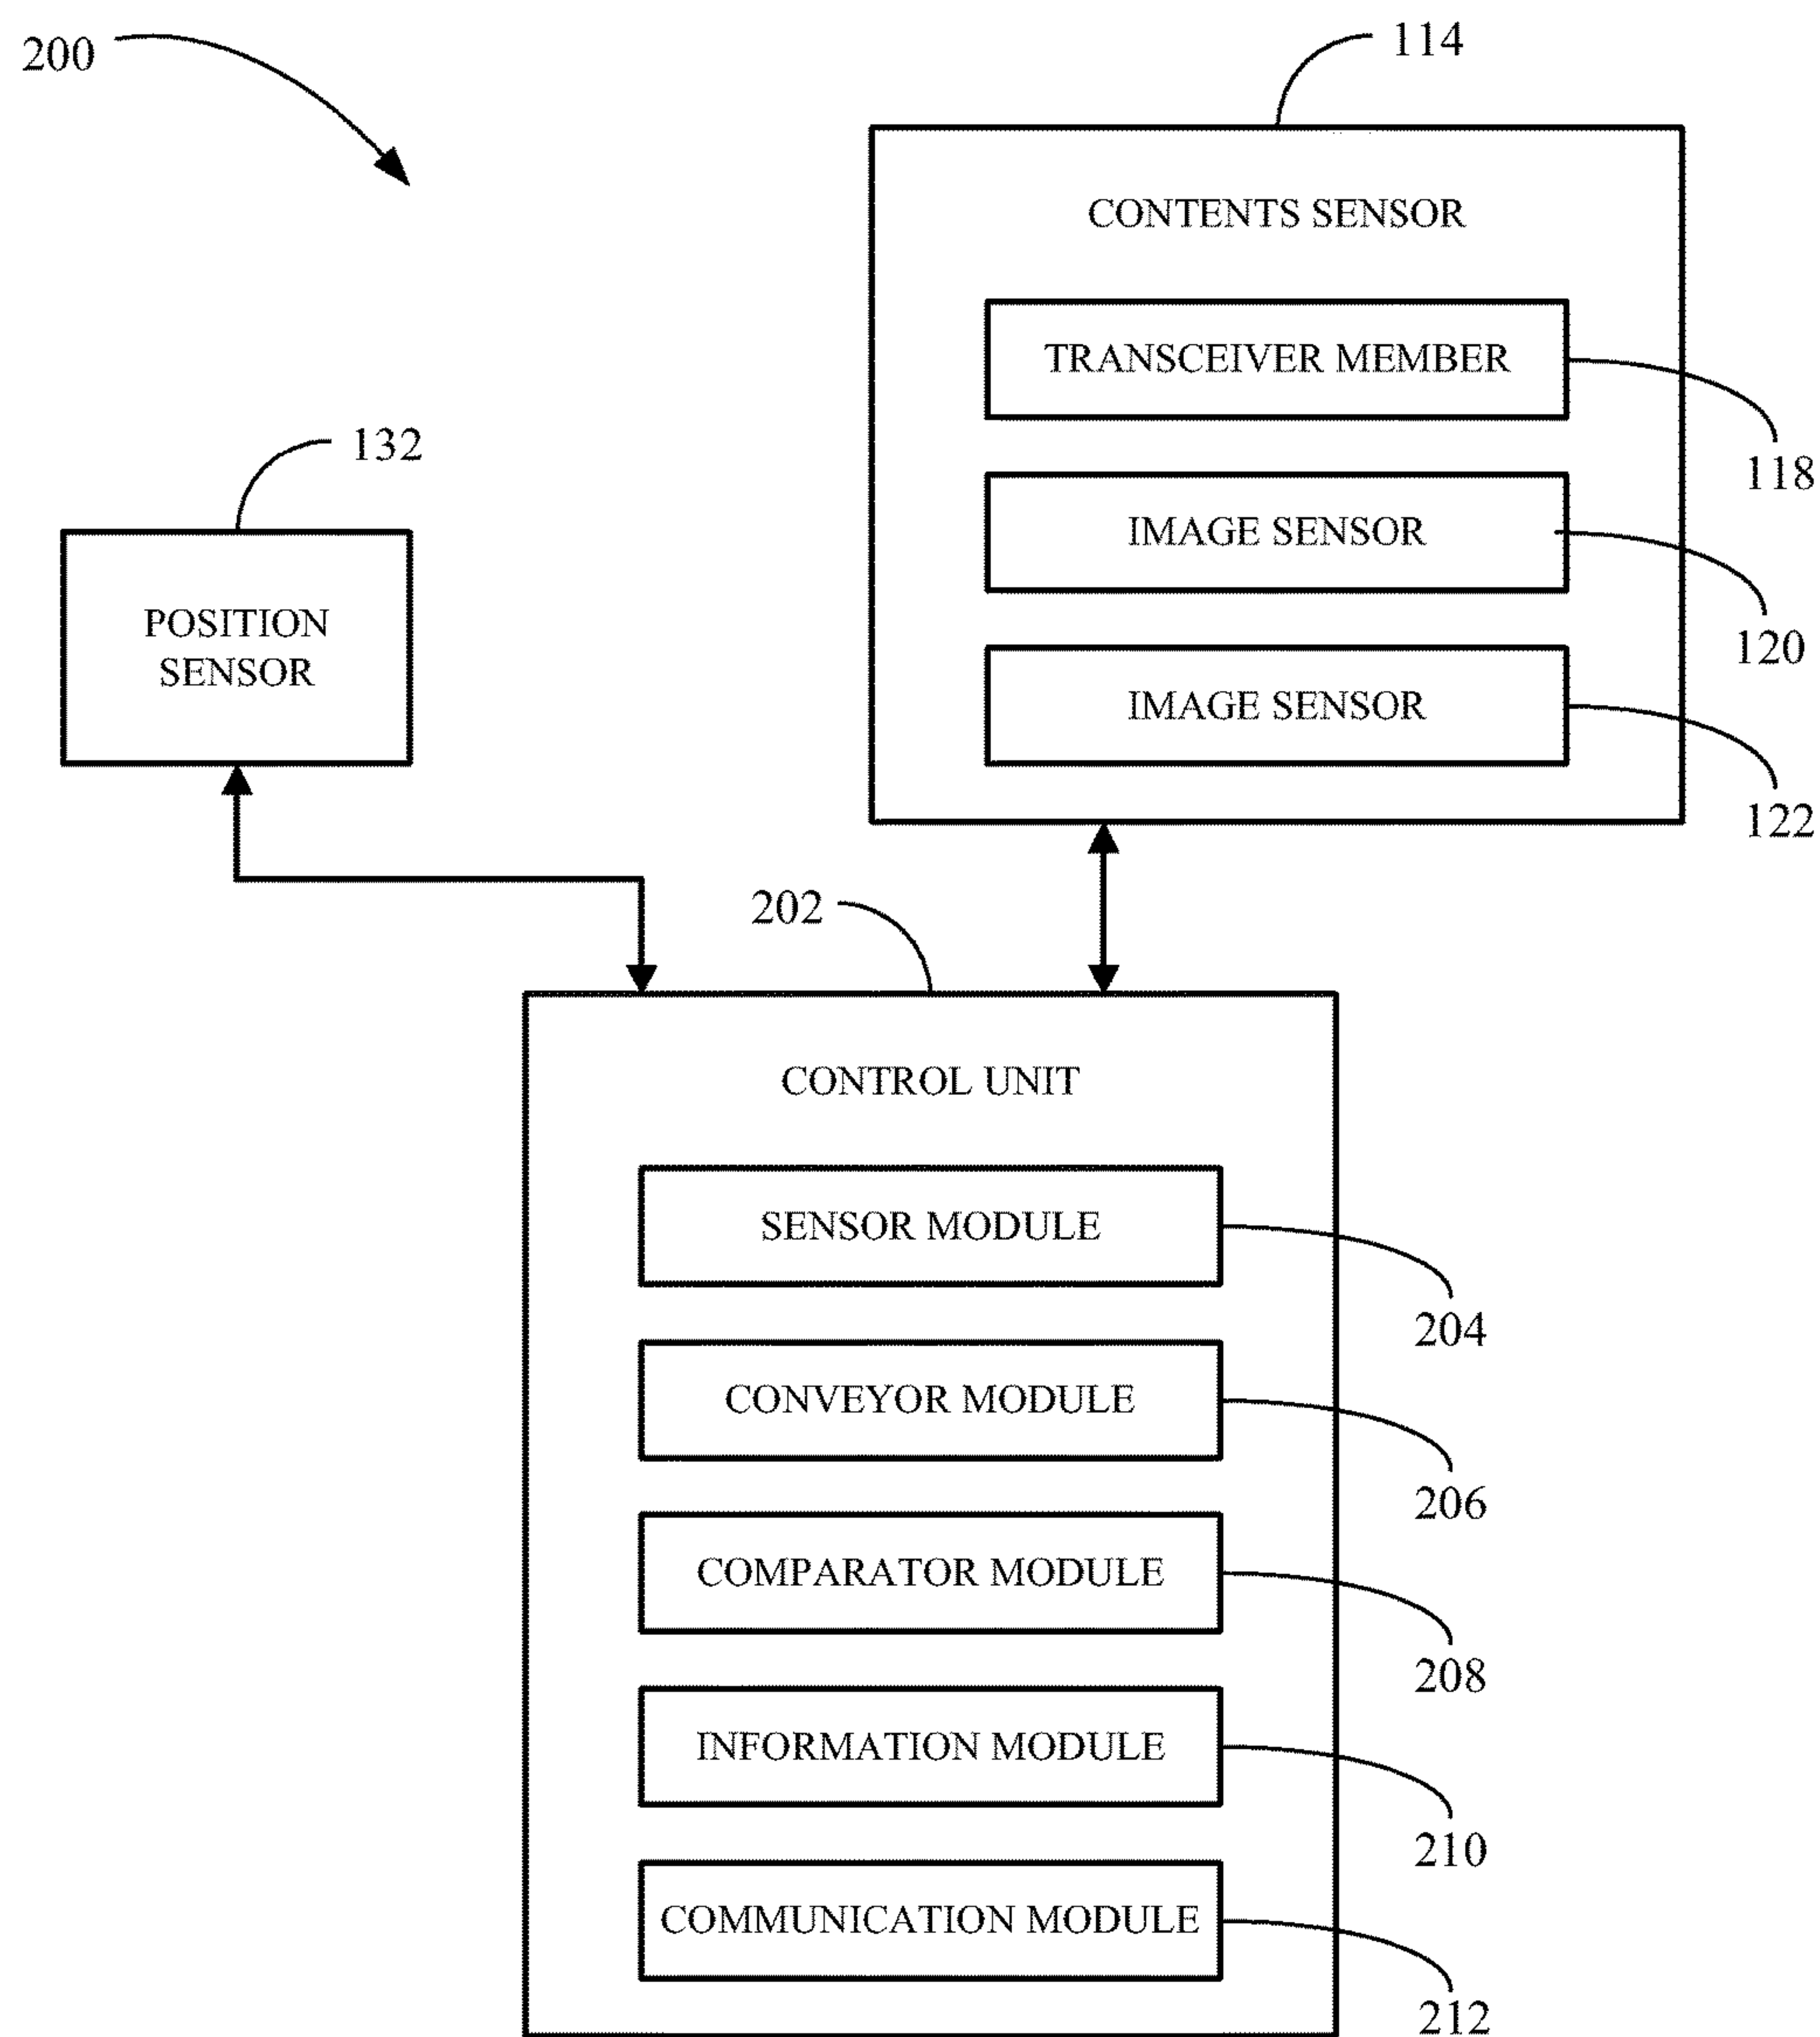 200
114
CONTENTS SENSOR
TRANSCEIVER MEMBER
118
IMAGE SENSOR
120
IMAGE SENSOR
122
132
POSITION
SENSOR
202
CONTROL UNIT
SENSOR MODULE
204
CONVEYOR MODULE
206
COMPARATOR MODULE
208
INFORMATION MODULE
210
COMMUNICATION MODULE
212